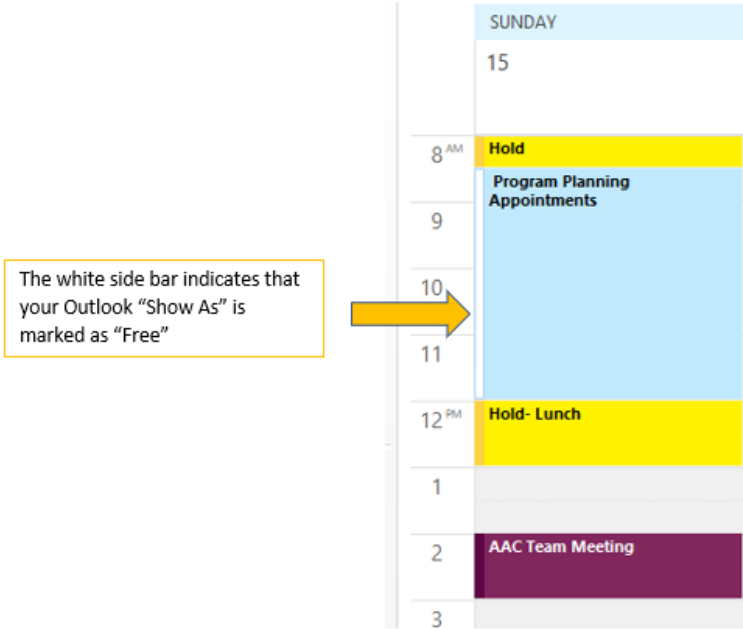 SUNDAY
15
8 AM
Hold
Program Planning
Appointments
9
The white side bar indicates that
your Outlook “Show As” is
marked as “Free”
10
11
12 PM
Hold- Lunch
1
2
AAC Team Meeting
3